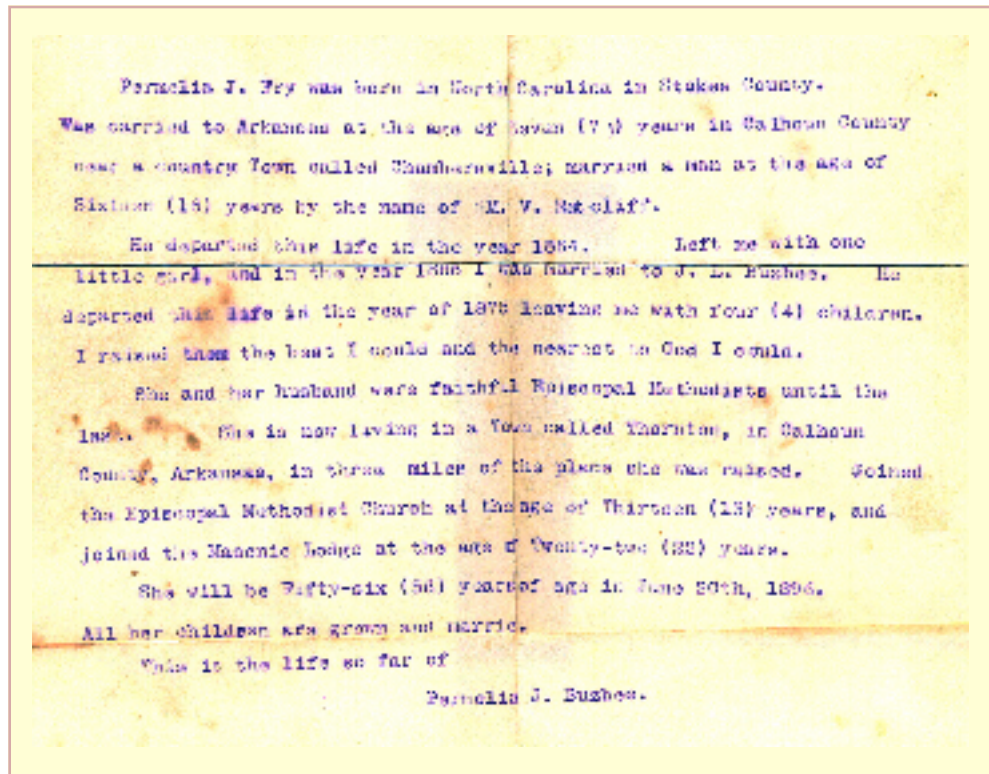 Permelia J. Fry was born in North Carolina in Stokes County.
Was carried to Arkansas at the age of seven (7) years in Calhoun County
near a country Town called Chambersville; married a man at the age of
Sixteen (16) years by the name of M. V. Ratcliff.
He departed this life in the year 1864. Left me with one
little girl, and in the year I was married to J. L. He
departed this life in the year of leaving me with four (4) children.
I raised them the best I could and the nearest to God I could.
She and her husband were faithful Episcopal Methodists until the
last. She is now living in a Town called Thornton, in Calhoun
County, Arkansas, in three miles of the place she was raised. Joined
the Episcopal Methodist Church at the age of Thirteen (13) years, and
joined the Masonic Lodge at the age of Twenty-two (22) years.
She will be Fifty-six (56) years of age in June 1896.
All her children are grown and
This is the life so far of
Permelia J.